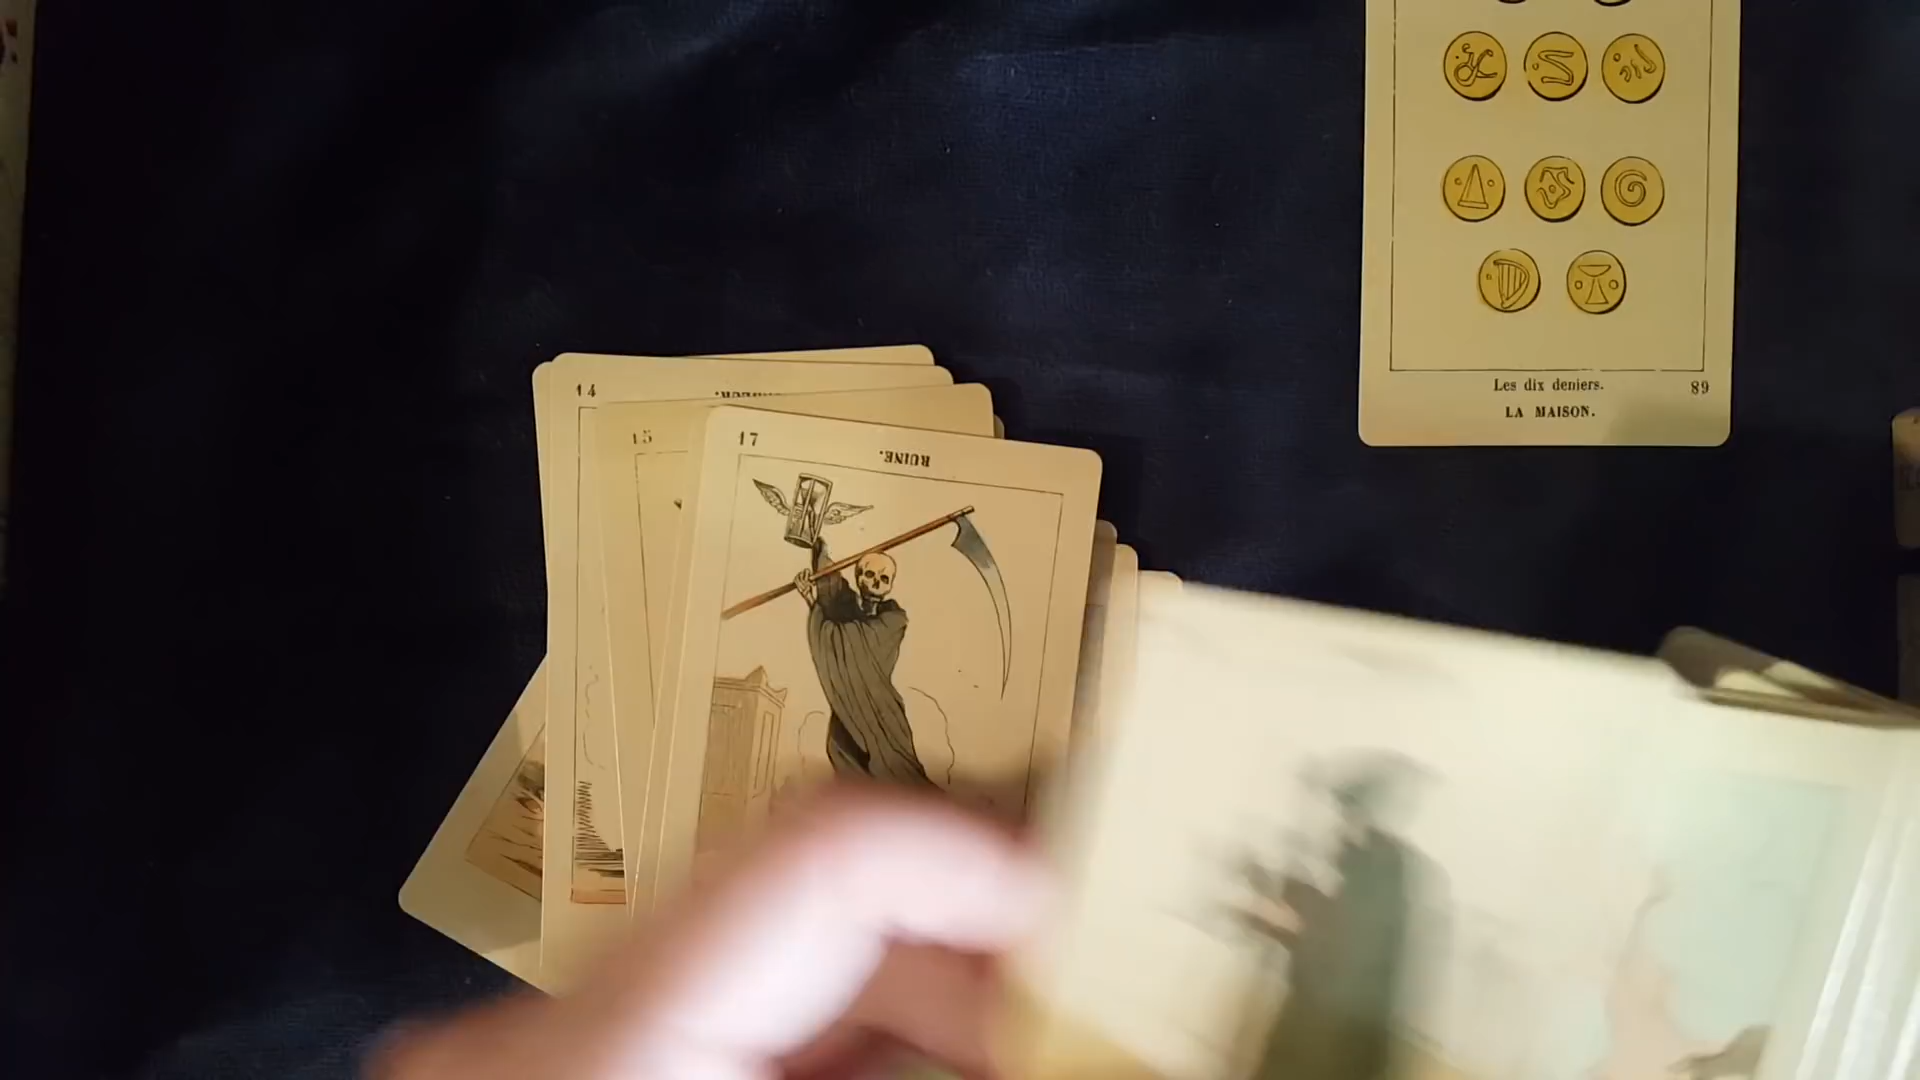 Les dix deniers. 89
LA MAISON.
14
15
17
RUINE.